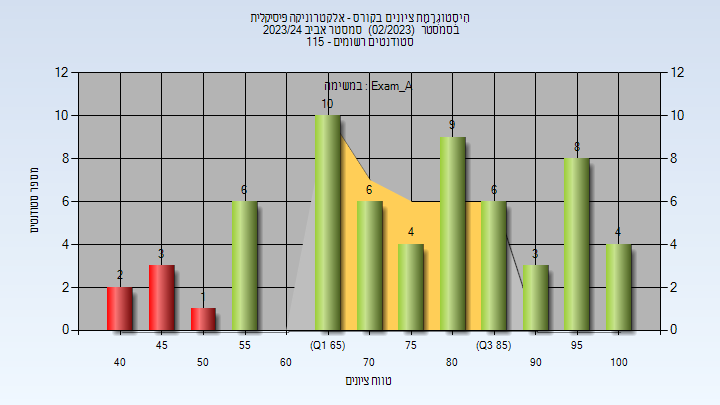 היסטוגרמת ציונים בקורס - אלקטרוניקה פיסיקלית
בסמסטר (02/2023) סמסטר אביב 2023/24
סטודנטים רשומים - 115
במשימה : Exam_A
מספר סטודנטים
12 12
10 10
8 8
6 6
4 4
2 2
0 0
2 3 1 6 10 6 4 9 6 3 8 4
40 45 50 55 60 (Q1 65) 70 75 80 (Q3 85) 90 95 100
טווח ציונים